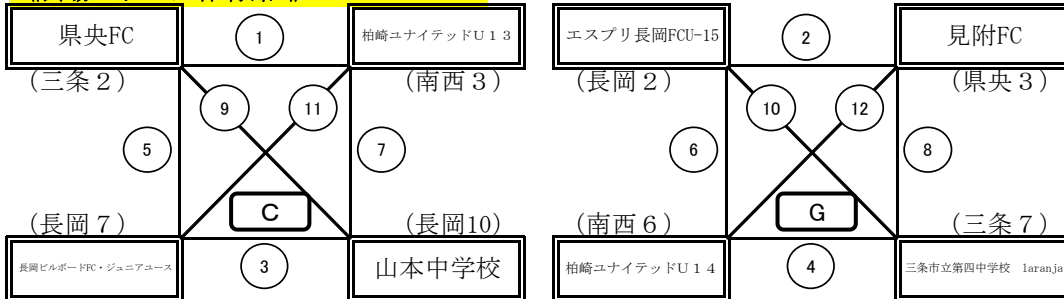 県央FC ① 柏崎ユナイテッドU13 エスプリ長岡FCU-15 ② 見附FC
(三条2) (南西3) (長岡2) (県央3)
9 11 10 12
5 7 6 8
(長岡7) C (長岡10) (南西6) G (三条7)
長岡ビルボードFC・ジュニアユース 3 山本中学校 柏崎ユナイテッドU14 4 三条市立第四中学校 laranja